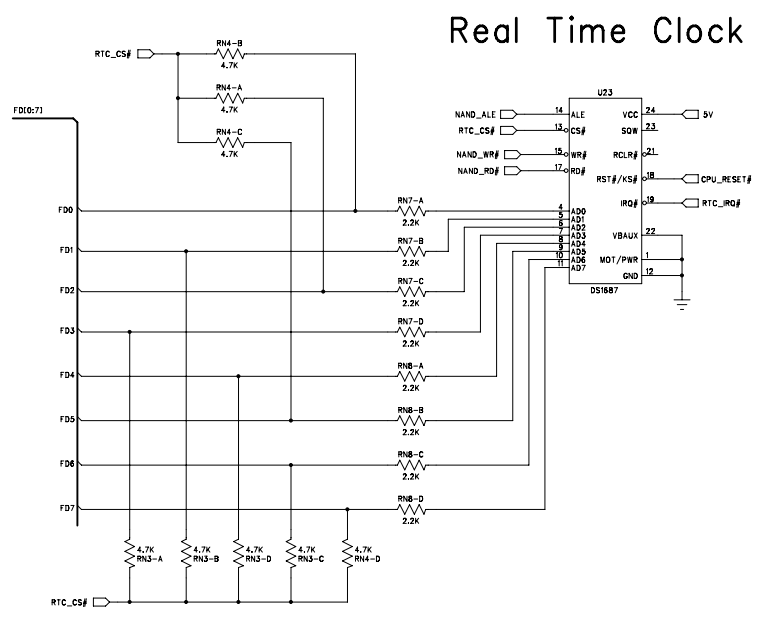 Real Time Clock
RTC_CS#
RN4-B
4.7K
RN4-A
4.7K
RN4-C
4.7K
FD[0:7]
U23
NAND_ALE
14
ALE
VCC
24
5V
RTC_CS#
13
CS#
SQW
23
NAND_WR#
15
WR#
RCLR#
21
NAND_RD#
17
RD#
RST#/KS#
18
CPU_RESET#
IRQ#
19
RTC_IRQ#
FD0
RN7-A
2.2K
4
AD0
5
AD1
6
AD2
7
AD3
8
AD4
9
AD5
10
AD6
11
AD7
VBAUX
22
MOT/PWR
1
GND
12
DS1687
FD1
RN7-B
2.2K
FD2
RN7-C
2.2K
FD3
RN7-D
2.2K
FD4
RN8-A
2.2K
FD5
RN8-B
2.2K
FD6
RN8-C
2.2K
FD7
RN8-D
2.2K
4.7K
RN3-A
4.7K
RN3-B
4.7K
RN3-D
4.7K
RN3-C
4.7K
RN4-D
RTC_CS#